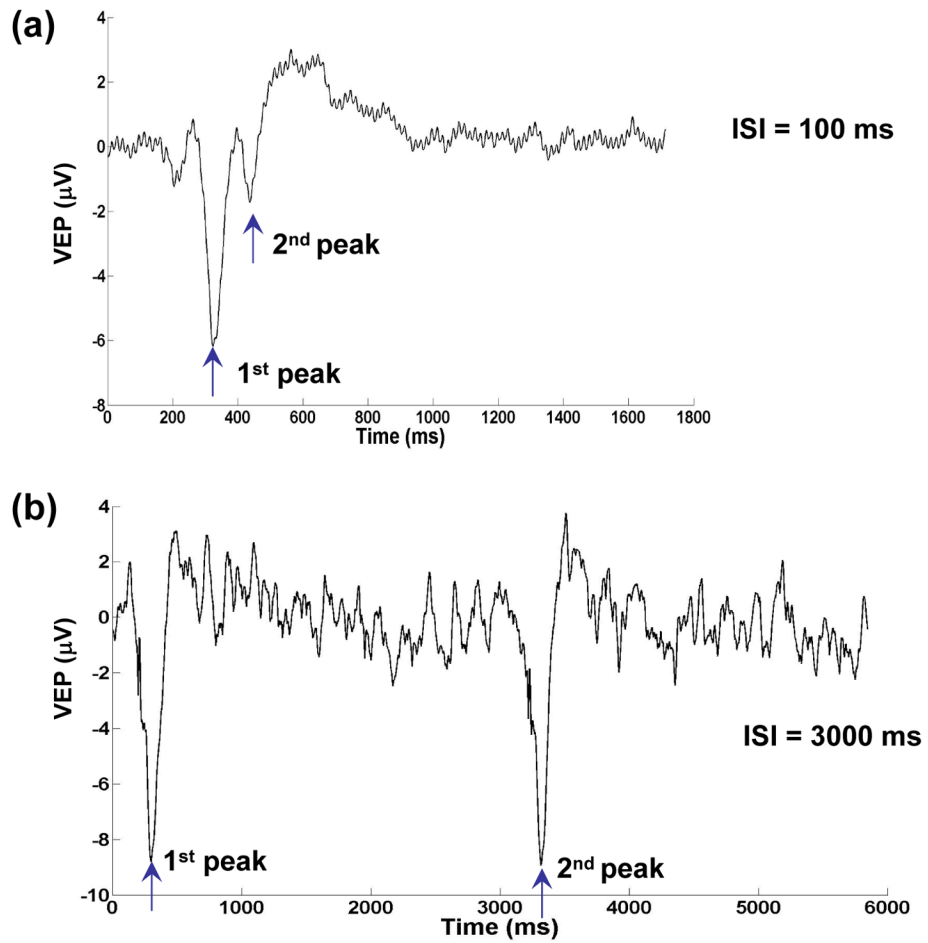 (a)
4
2
0
-2
-4
-6
-8
VEP (μV)
ISI = 100 ms
2nd peak
1st peak
0 200 400 600 800 1000 1200 1400 1600 1800
Time (ms)
(b)
4
2
0
-2
-4
-6
-8
-10
VEP (μV)
ISI = 3000 ms
1st peak
2nd peak
0 1000 2000 3000 4000 5000 6000
Time (ms)